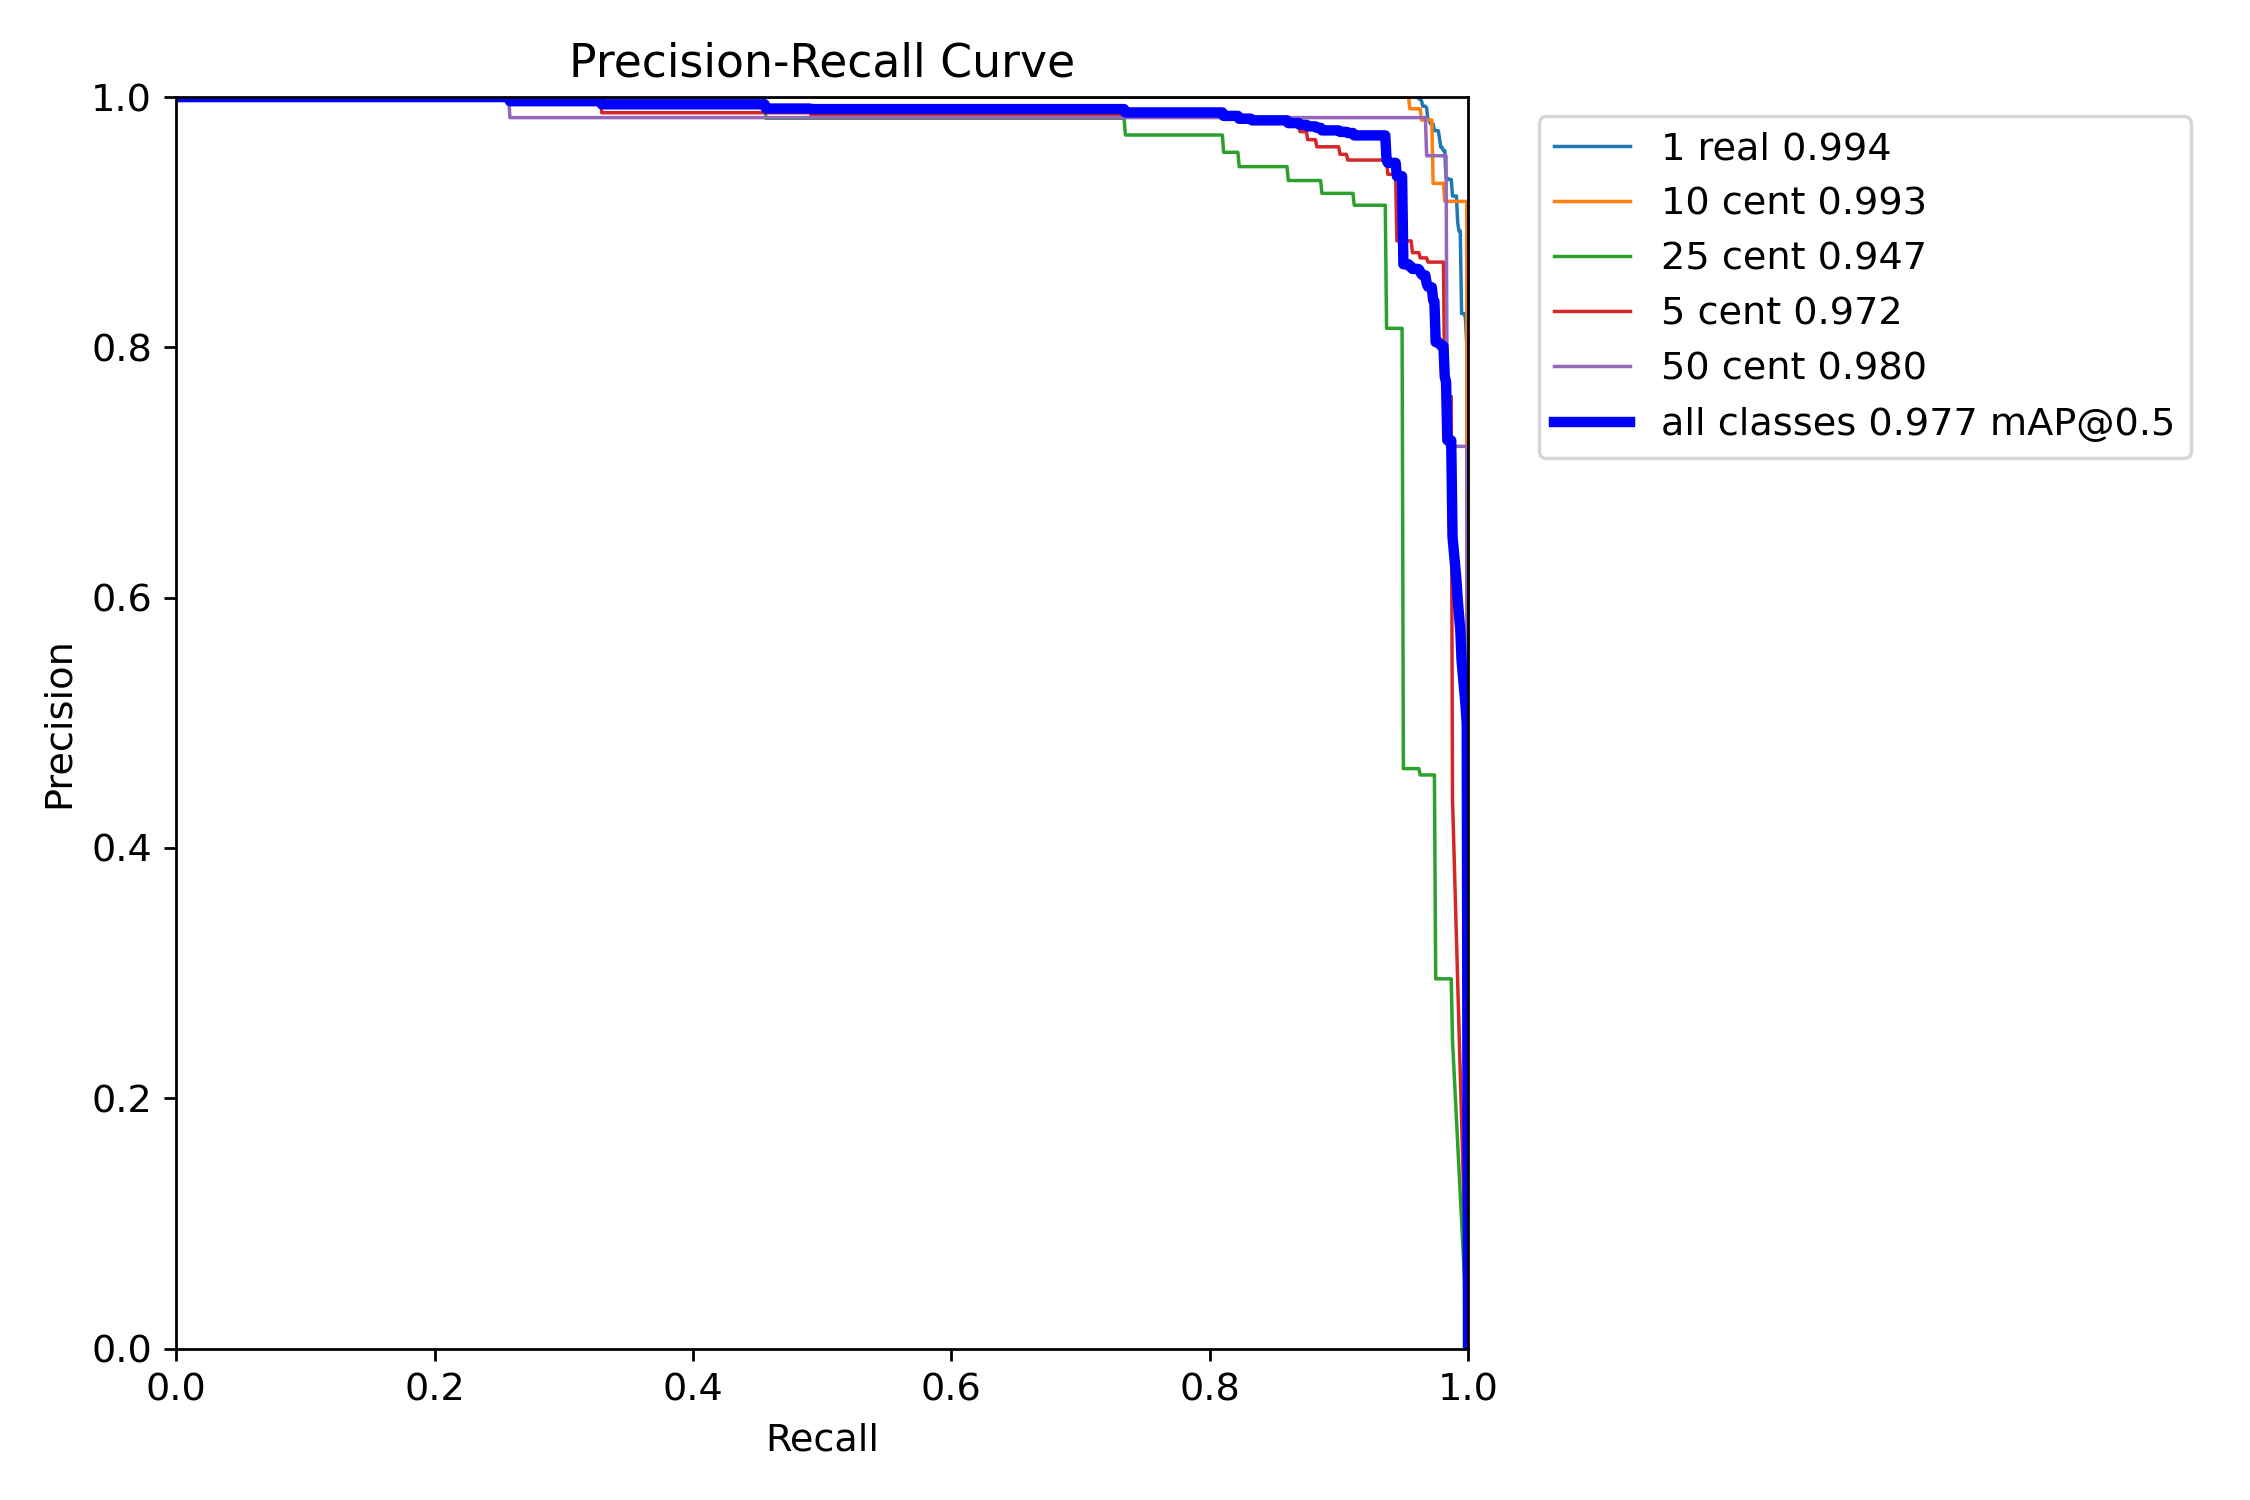 Precision-Recall Curve
1.0
0.8
0.6
0.4
0.2
0.0
Precision
0.0 0.2 0.4 0.6 0.8 1.0
Recall
1 real 0.994
10 cent 0.993
25 cent 0.947
5 cent 0.972
50 cent 0.980
all classes 0.977 mAP@0.5